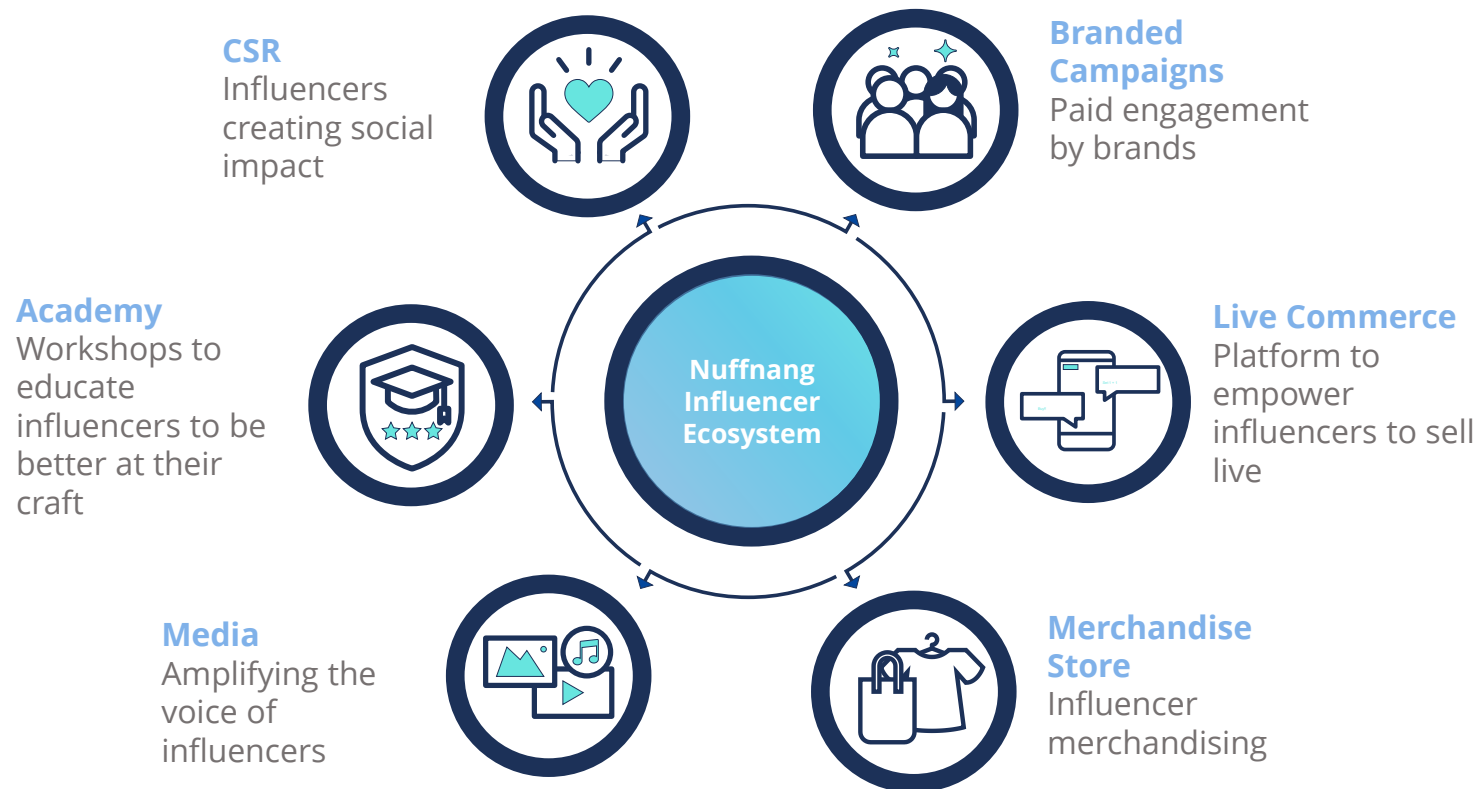 CSR
Influencers
creating social
impact
Branded
Campaigns
Paid engagement
by brands
Academy
Workshops to
educate
influencers to be
better at their
craft
Nuffnang
Influencer
Ecosystem
Live Commerce
Platform to
empower
influencers to sell
live
Media
Amplifying the
voice of
influencers
Merchandise
Store
Influencer
merchandising